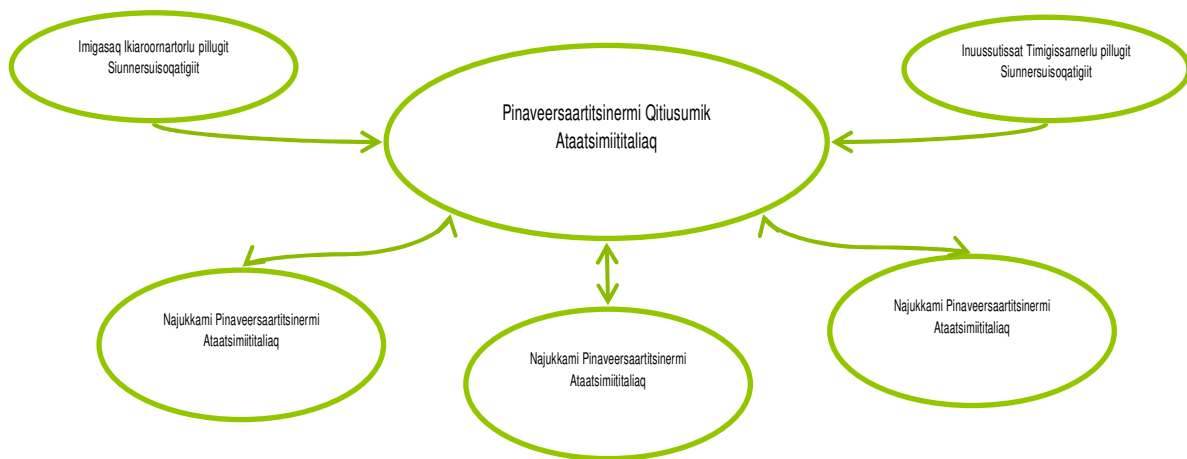 Imigasaq Ikiaroornartorlu pillugit
Siunnersuisoqatigiit
Inuussutissat Timigissarnerlu pillugit
Siunnersuisoqatigiit
Pinaveersaartitsinermi Qitiusumik
Ataatsimiititaliaq
Najukkami Pinaveersaartitsinermi
Ataatsimiititaliaq
Najukkami Pinaveersaartitsinermi
Ataatsimiititaliaq
Najukkami Pinaveersaartitsinermi
Ataatsimiititaliaq